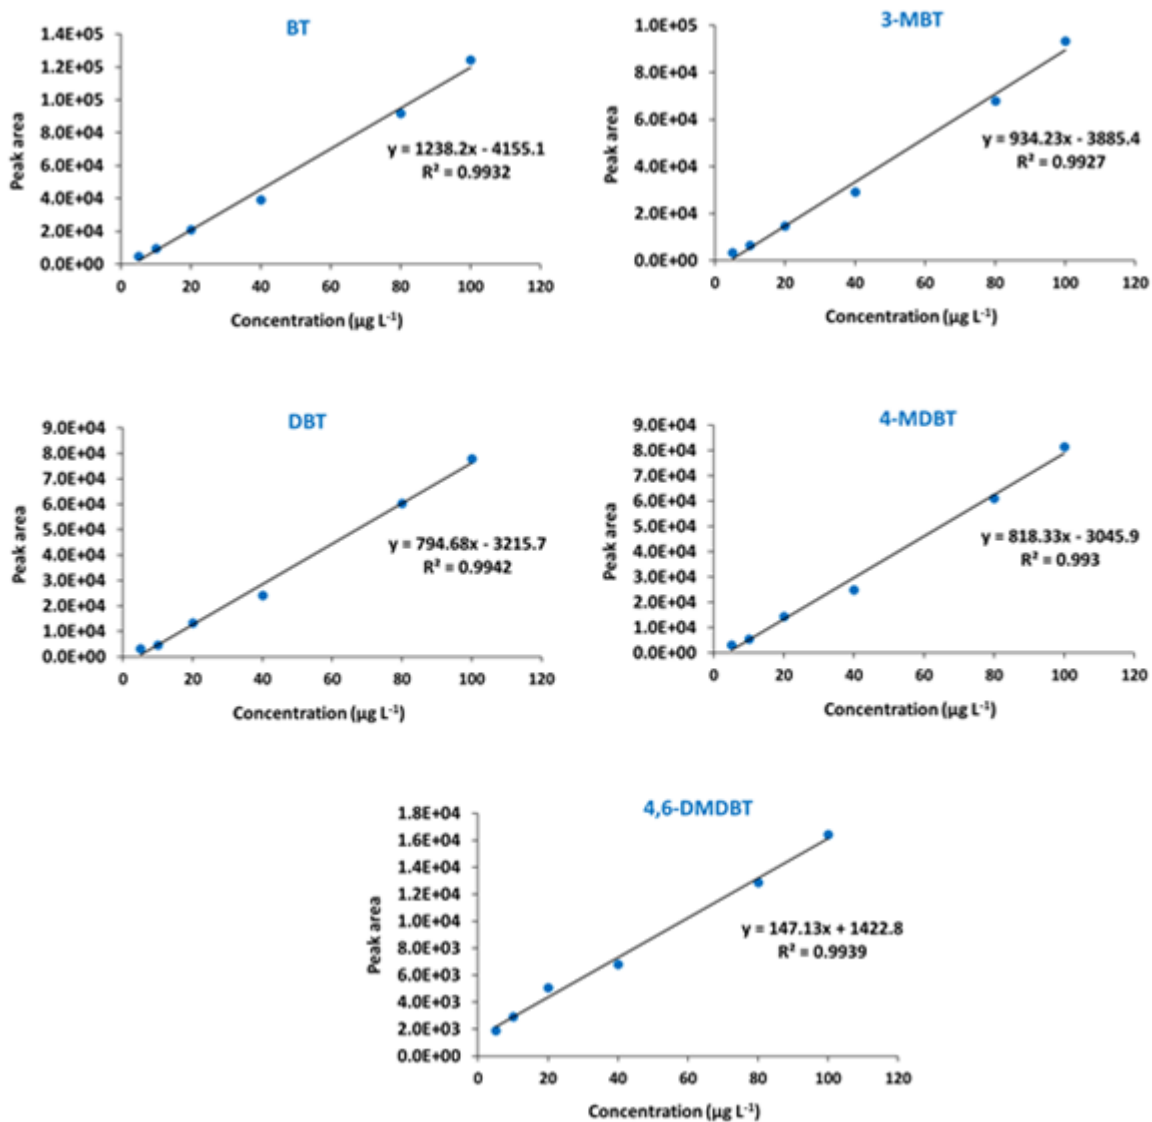 BT
1.4E+05
1.2E+05
1.0E+05
8.0E+04
6.0E+04
4.0E+04
2.0E+04
0.0E+00
Peak area
y = 1238.2x - 4155.1
R² = 0.9932
0 20 40 60 80 100 120
Concentration (µg L⁻¹)
3-MBT
1.0E+05
8.0E+04
6.0E+04
4.0E+04
2.0E+04
0.0E+00
Peak area
y = 934.23x - 3885.4
R² = 0.9927
0 20 40 60 80 100 120
Concentration (µg L⁻¹)
DBT
9.0E+04
8.0E+04
7.0E+04
6.0E+04
5.0E+04
4.0E+04
3.0E+04
2.0E+04
1.0E+04
0.0E+00
Peak area
y = 794.68x - 3215.7
R² = 0.9942
0 20 40 60 80 100 120
Concentration (µg L⁻¹)
4-MDBT
9.0E+04
8.0E+04
7.0E+04
6.0E+04
5.0E+04
4.0E+04
3.0E+04
2.0E+04
1.0E+04
0.0E+00
Peak area
y = 818.33x - 3045.9
R² = 0.993
0 20 40 60 80 100 120
Concentration (µg L⁻¹)
4,6-DMDBT
1.8E+04
1.6E+04
1.4E+04
1.2E+04
1.0E+04
8.0E+03
6.0E+03
4.0E+03
2.0E+03
0.0E+00
Peak area
y = 147.13x + 1422.8
R² = 0.9939
0 20 40 60 80 100 120
Concentration (µg L⁻¹)